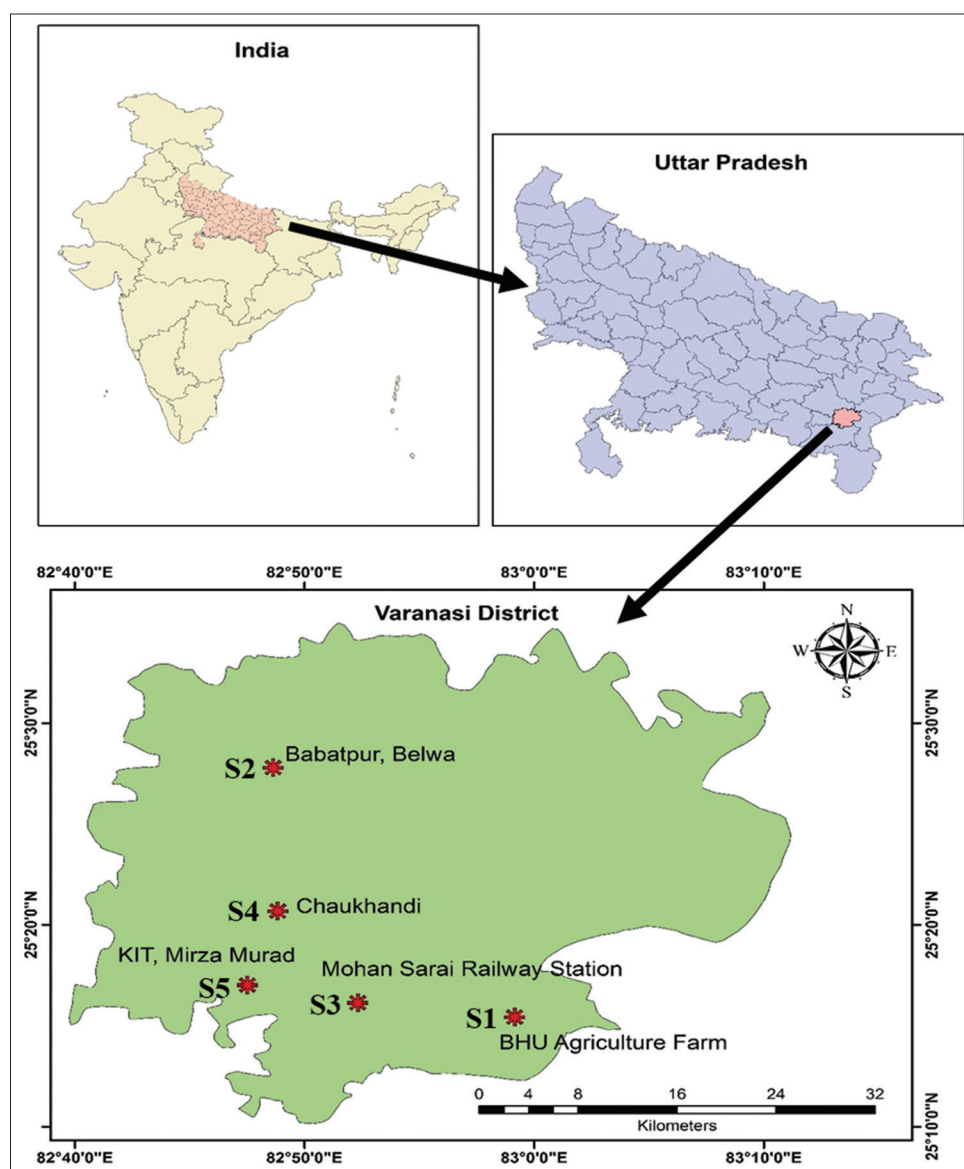 India
Uttar Pradesh
82°40'0"E 82°50'0"E 83°0'0"E 83°10'0"E
Varanasi District
N
W E
S
25°30'0"N 25°30'0"N
S2 Babatpur, Belwa
S4 Chaukhandi
25°20'0"N 25°20'0"N
KIT, Mirza Murad
S5
Mohan Sarai Railway Station
S3
S1
BHU Agriculture Farm
0 4 8 16 24 32
Kilometers
25°10'0"N 25°10'0"N
82°40'0"E 82°50'0"E 83°0'0"E 83°10'0"E